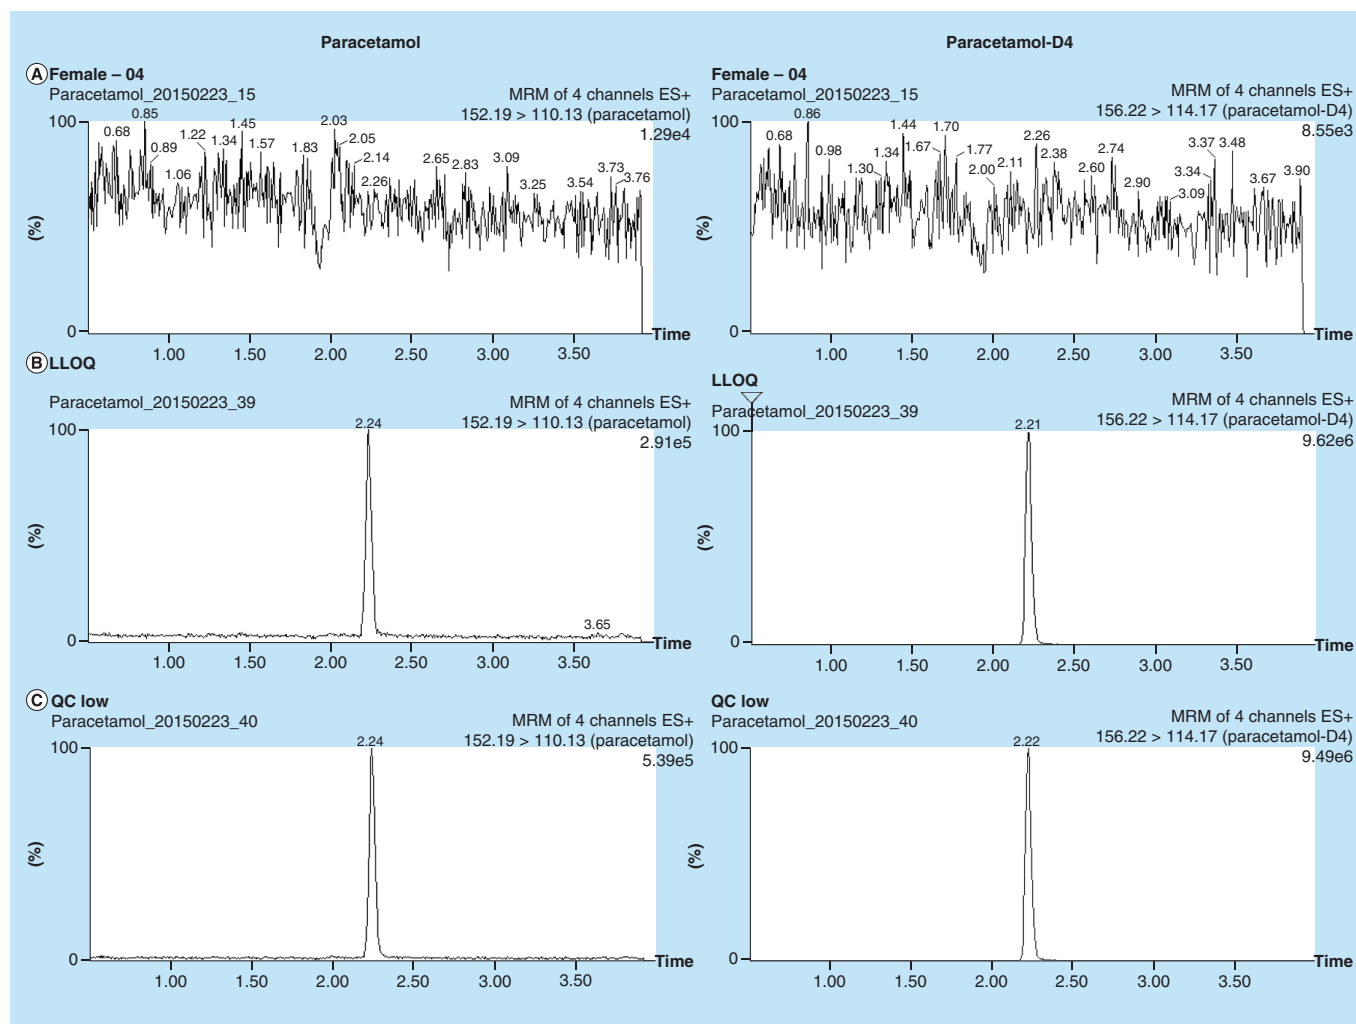 Paracetamol
Paracetamol-D4
A Female – 04
Paracetamol_20150223_15
MRM of 4 channels ES+
152.19 > 110.13 (paracetamol)
1.29e4
100
0.68
0.85
0.89
1.06
1.22
1.34
1.45
1.57
1.83
2.03
2.05
2.14
2.26
2.65
2.83
3.09
3.25
3.54
3.73
3.76
(%)
0
Time
1.00 1.50 2.00 2.50 3.00 3.50
Female – 04
Paracetamol_20150223_15
MRM of 4 channels ES+
156.22 > 114.17 (paracetamol-D4)
8.55e3
100
0.68
0.86
0.98
1.30
1.34
1.44
1.67
1.70
1.77
2.00
2.11
2.26
2.38
2.60
2.74
2.90
3.09
3.34
3.37
3.48
3.67
3.90
(%)
0
Time
1.00 1.50 2.00 2.50 3.00 3.50
B LLOQ
Paracetamol_20150223_39
MRM of 4 channels ES+
152.19 > 110.13 (paracetamol)
2.91e5
100
2.24
3.65
(%)
0
Time
1.00 1.50 2.00 2.50 3.00 3.50
LLOQ
Paracetamol_20150223_39
MRM of 4 channels ES+
156.22 > 114.17 (paracetamol-D4)
9.62e6
100
2.21
(%)
0
Time
1.00 1.50 2.00 2.50 3.00 3.50
C QC low
Paracetamol_20150223_40
MRM of 4 channels ES+
152.19 > 110.13 (paracetamol)
5.39e5
100
2.24
(%)
0
Time
1.00 1.50 2.00 2.50 3.00 3.50
QC low
Paracetamol_20150223_40
MRM of 4 channels ES+
156.22 > 114.17 (paracetamol-D4)
9.49e6
100
2.22
(%)
0
Time
1.00 1.50 2.00 2.50 3.00 3.50